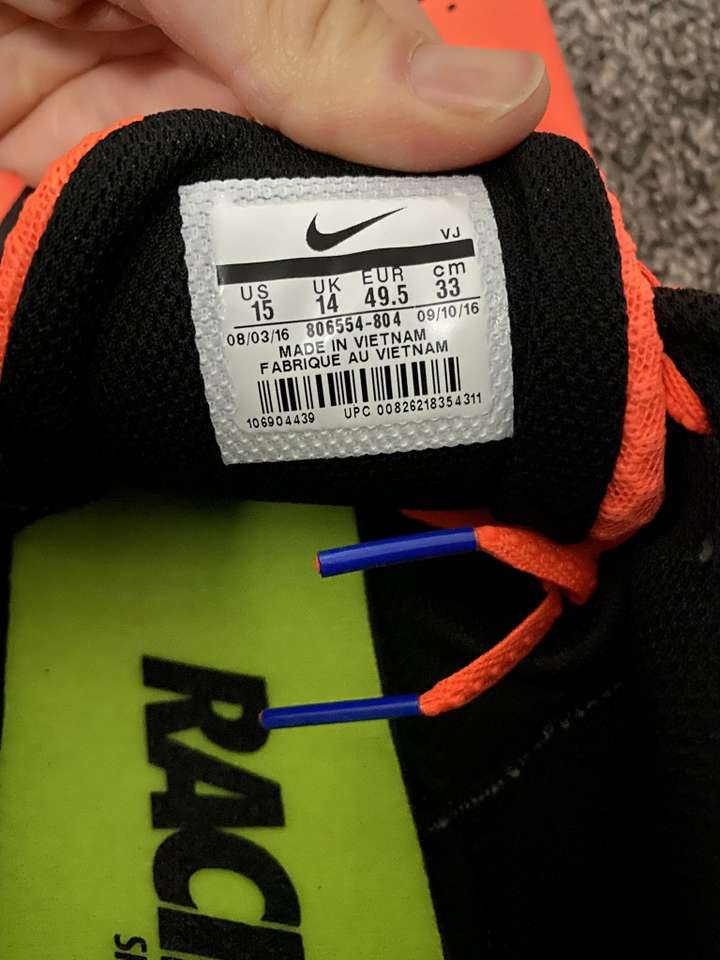 VJ
US UK EUR cm
15 14 49.5 33
08/03/16 806554-804 09/10/16
MADE IN VIETNAM
FABRIQUE AU VIETNAM
106904439 UPC 00826218354311